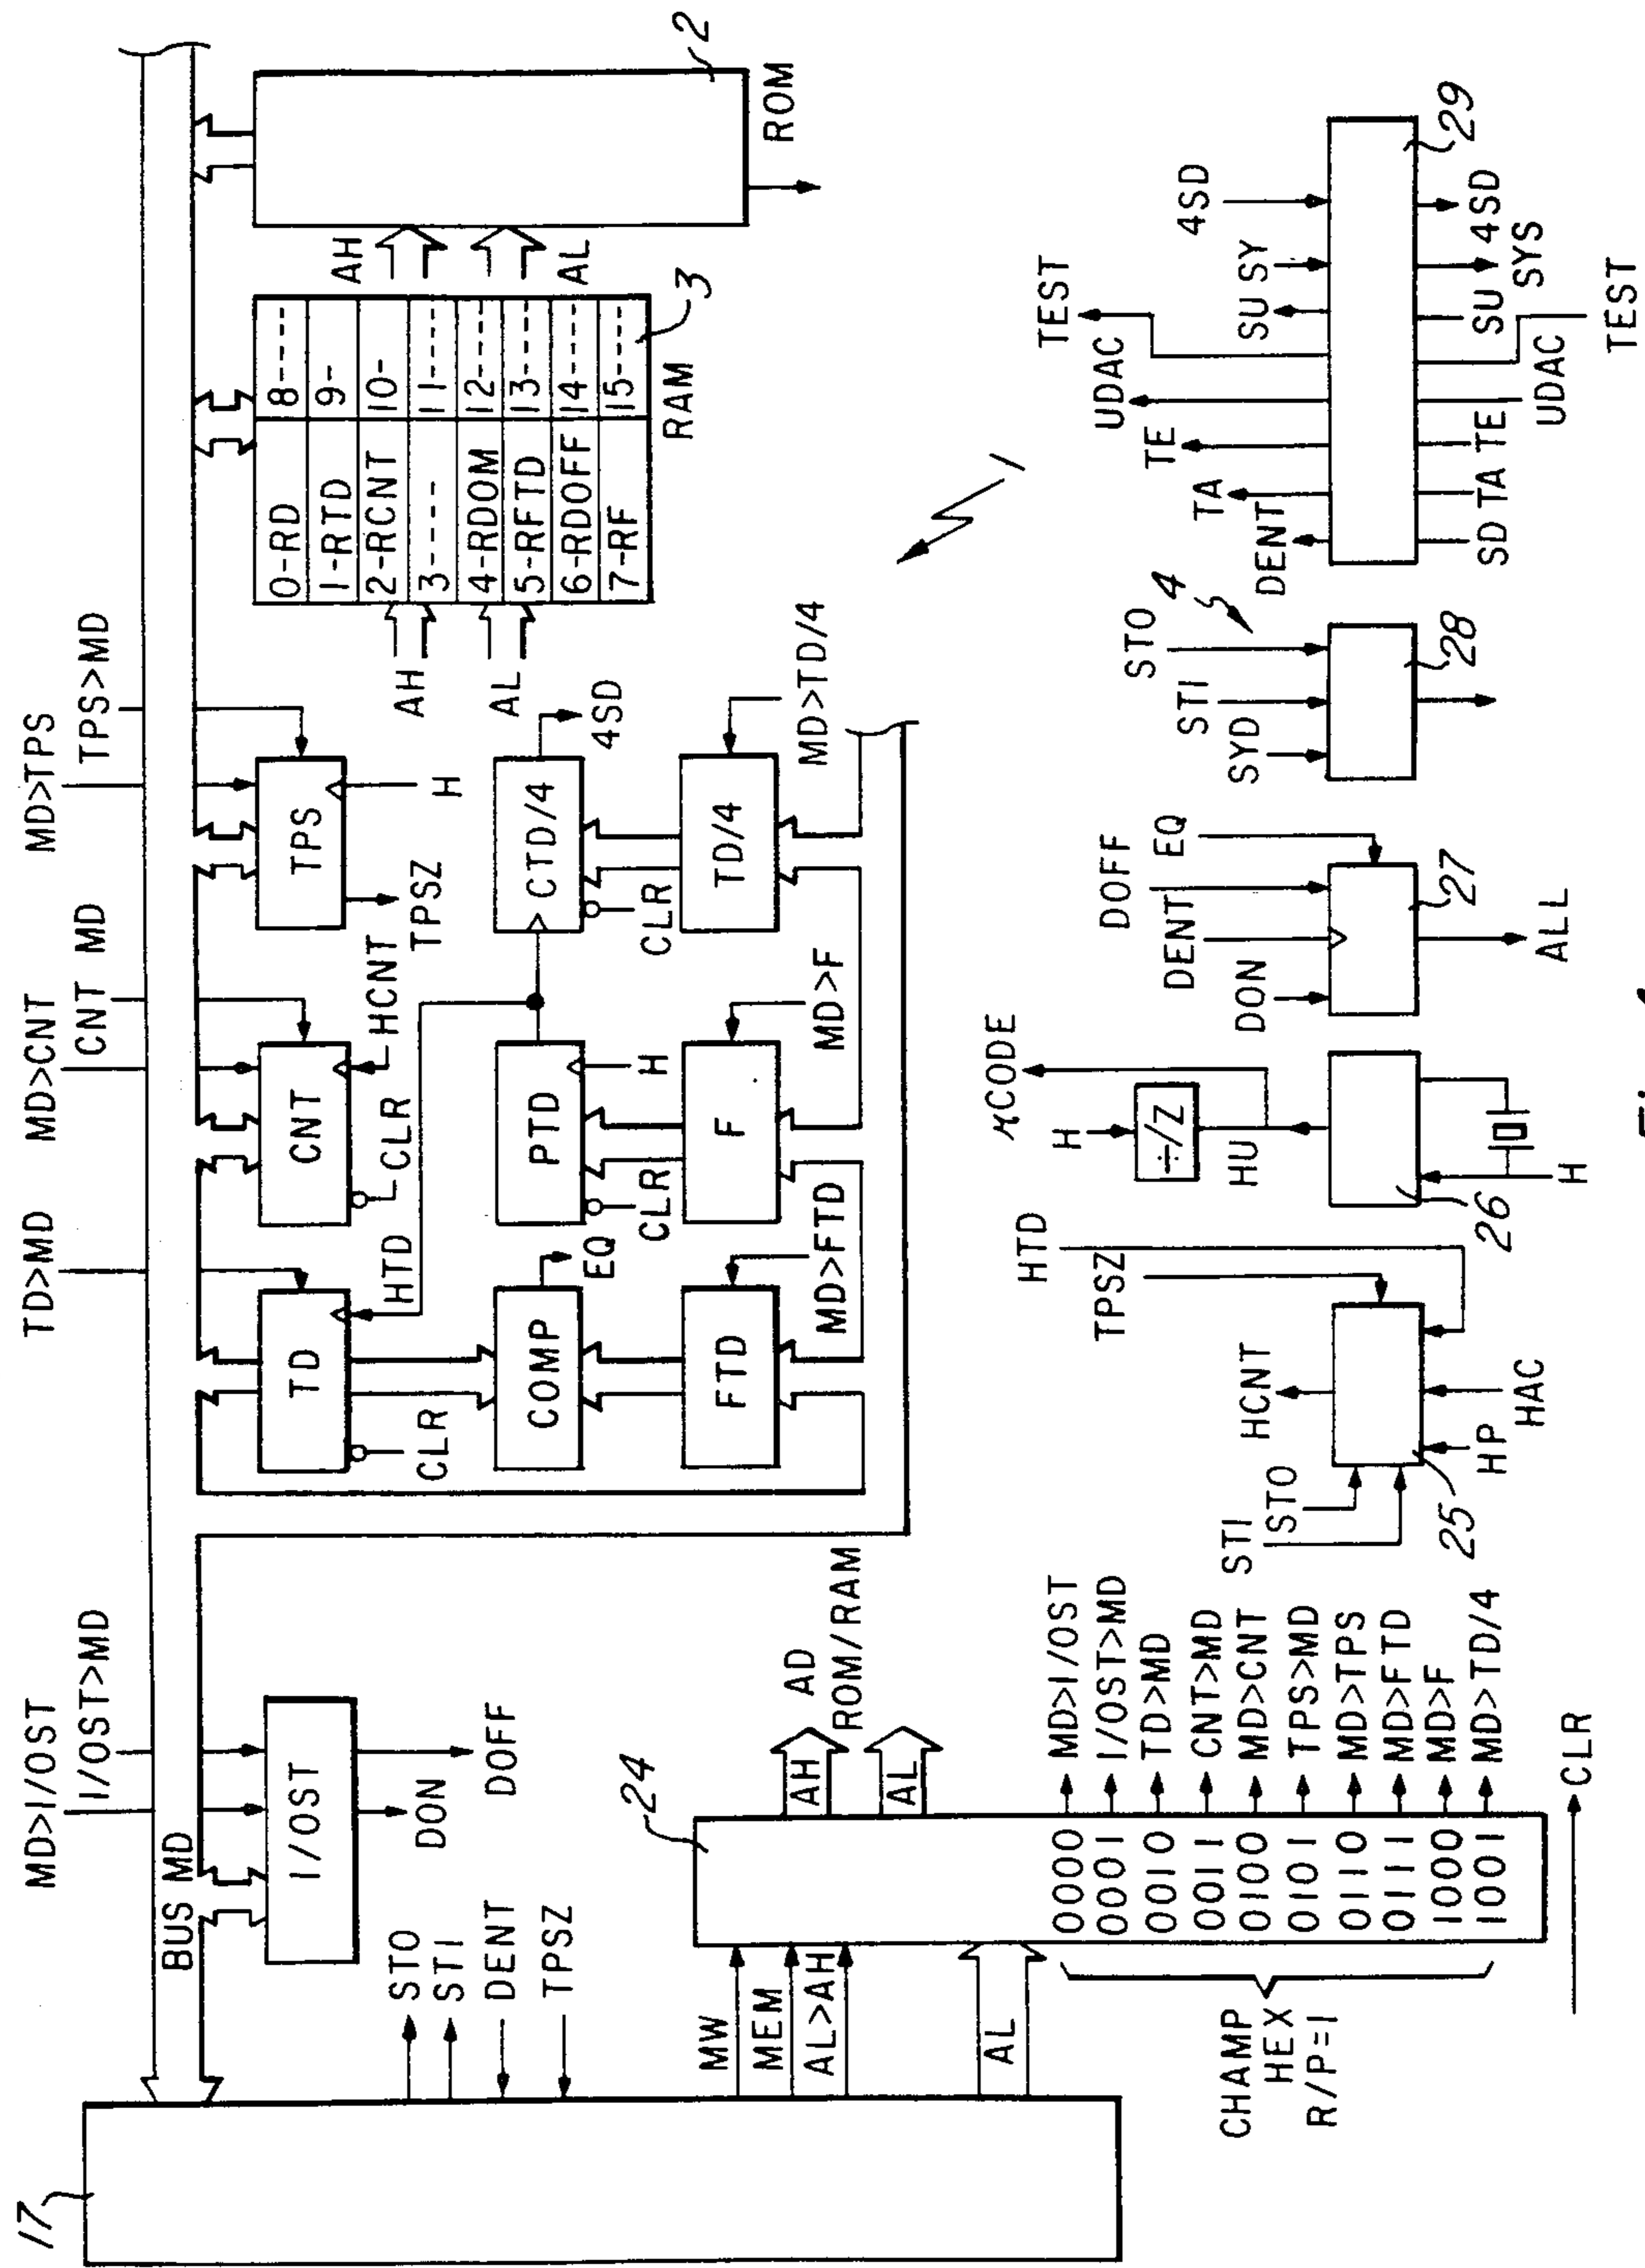 17
MD>I/OST
I/OST>MD
TD>MD
MD>CNT
CNT MD
MD>TPS
TPS>MD
BUS MD
I/OST
DON
DOFF
STO
STI
DENT
TPSZ
TD
CLR
HTD
CNT
CLR
HCNT
TPS
TPSZ
H
COMP
EQ
PTD
CLR
H
CTD/4
CLR
4SD
FTD
MD>FTD
F
MD>F
TD/4
MD>TD/4
0-RD
8-----
1-RTD
9-
2-RCNT
10-
3----
11----
4-RDOM
12----
5-RFTD
13----
6-RDOFF
14----
7-RF
15----
RAM
3
AH
AL
AH
AL
ROM
2
1
MW
MEM
AL>AH
AL
24
AH
AL
AD
ROM/RAM
CHAMP
HEX
R/P=1
0000 MD>I/OST
0001 I/OST>MD
0010 TD>MD
0011 CNT>MD
0100 MD>CNT
0101 TPS>MD
0110 MD>TPS
0111 MD>FTD
1000 MD>F
1001 MD>TD/4
CLR
STI
STO
HCNT
TPSZ
HTD
25
HP
HAC
H
÷/Z
HU
μCODE
26
H
DON
DENT
DOFF
EQ
27
ALL
SYD
STI
STO
4
28
DENT
TA
TE
UDAC
TEST
SU
SY
4SD
29
SD
TA
TE
UDAC
TEST
SU
SYS
4SD